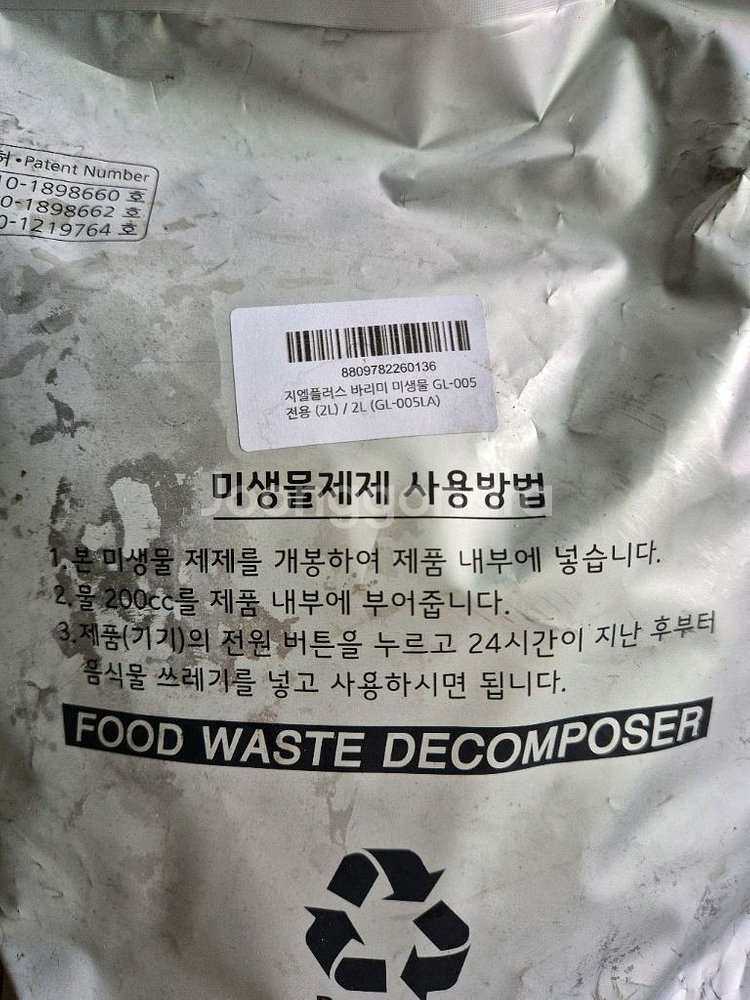 허•Patent Number
10-1898660 호
0-1898662 호
0-1219764 호
8809782260136
지엘플러스 바리미 미생물 GL-005
전용 (2L) / 2L (GL-005LA)
미생물제제 사용방법
1.본 미생물 제제를 개봉하여 제품 내부에 넣습니다.
2.물 200cc를 제품 내부에 부어줍니다.
3.제품(기기)의 전원 버튼을 누르고 24시간이 지난 후부터
음식물 쓰레기를 넣고 사용하시면 됩니다.
FOOD WASTE DECOMPOSER